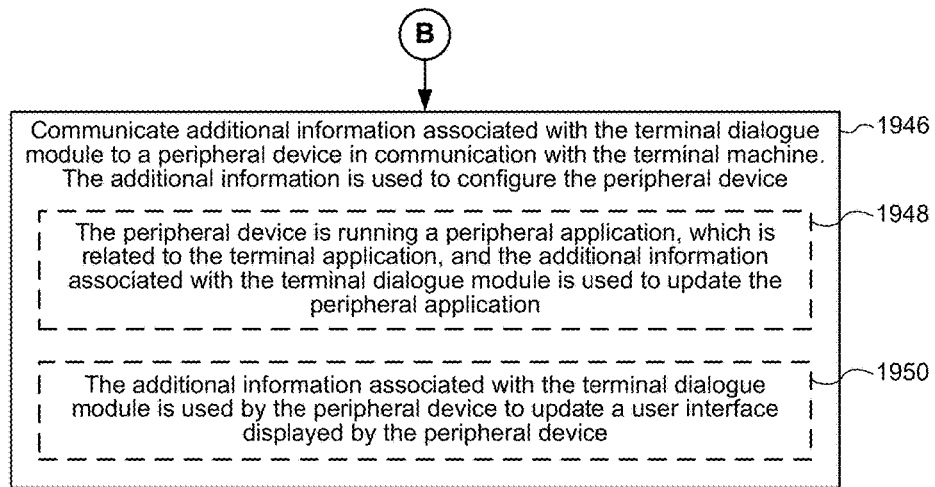 B
Communicate additional information associated with the terminal dialogue
module to a peripheral device in communication with the terminal machine.
The additional information is used to configure the peripheral device
1946
The peripheral device is running a peripheral application, which is
related to the terminal application, and the additional information
associated with the terminal dialogue module is used to update the
peripheral application
1948
The additional information associated with the terminal dialogue
module is used by the peripheral device to update a user interface
displayed by the peripheral device
1950